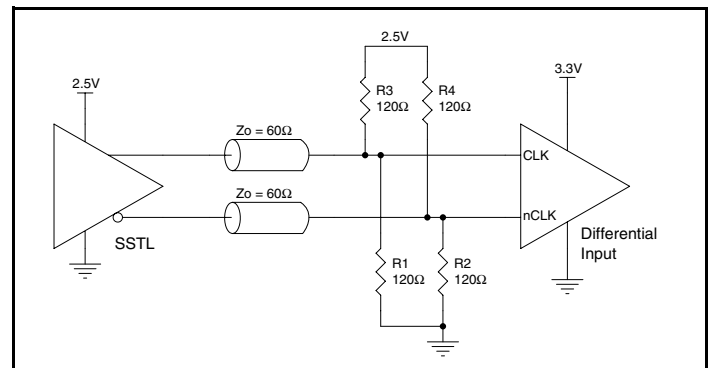 2.5V
2.5V
3.3V
R3
120Ω
R4
120Ω
Zo = 60Ω
CLK
Zo = 60Ω
nCLK
SSTL
Differential
Input
R1
120Ω
R2
120Ω